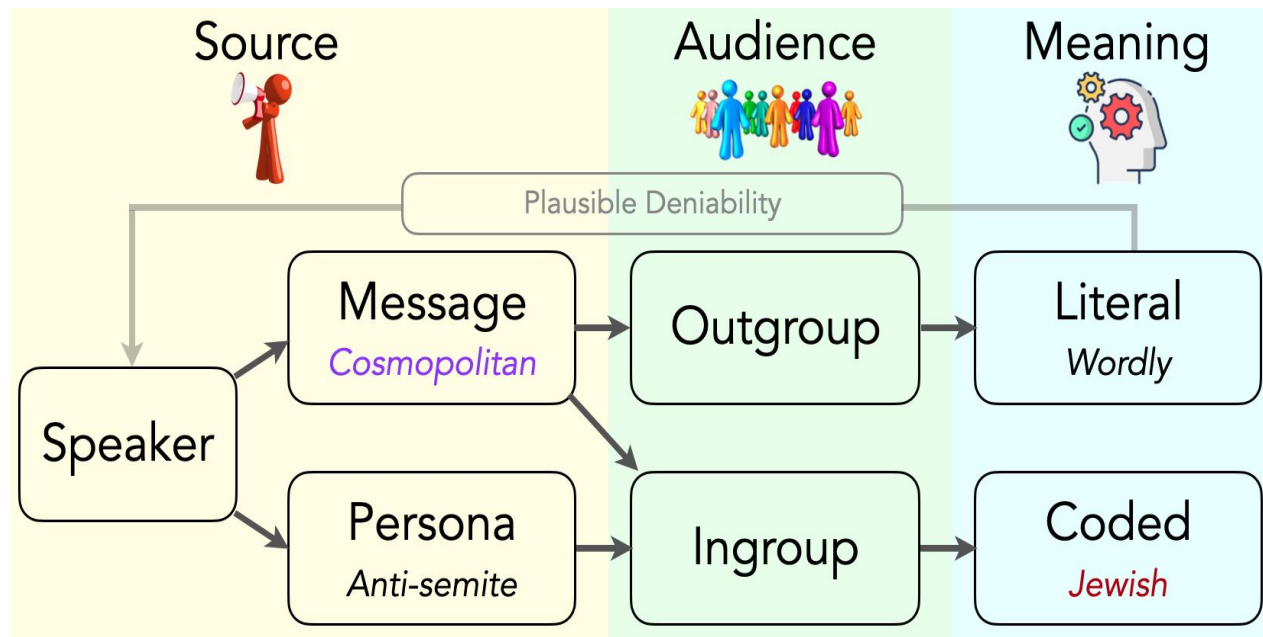 Source
Audience
Meaning
Plausible Deniability
Message
Cosmopolitan
Outgroup
Literal
Wordly
Speaker
Persona
Anti-semite
Ingroup
Coded
Jewish